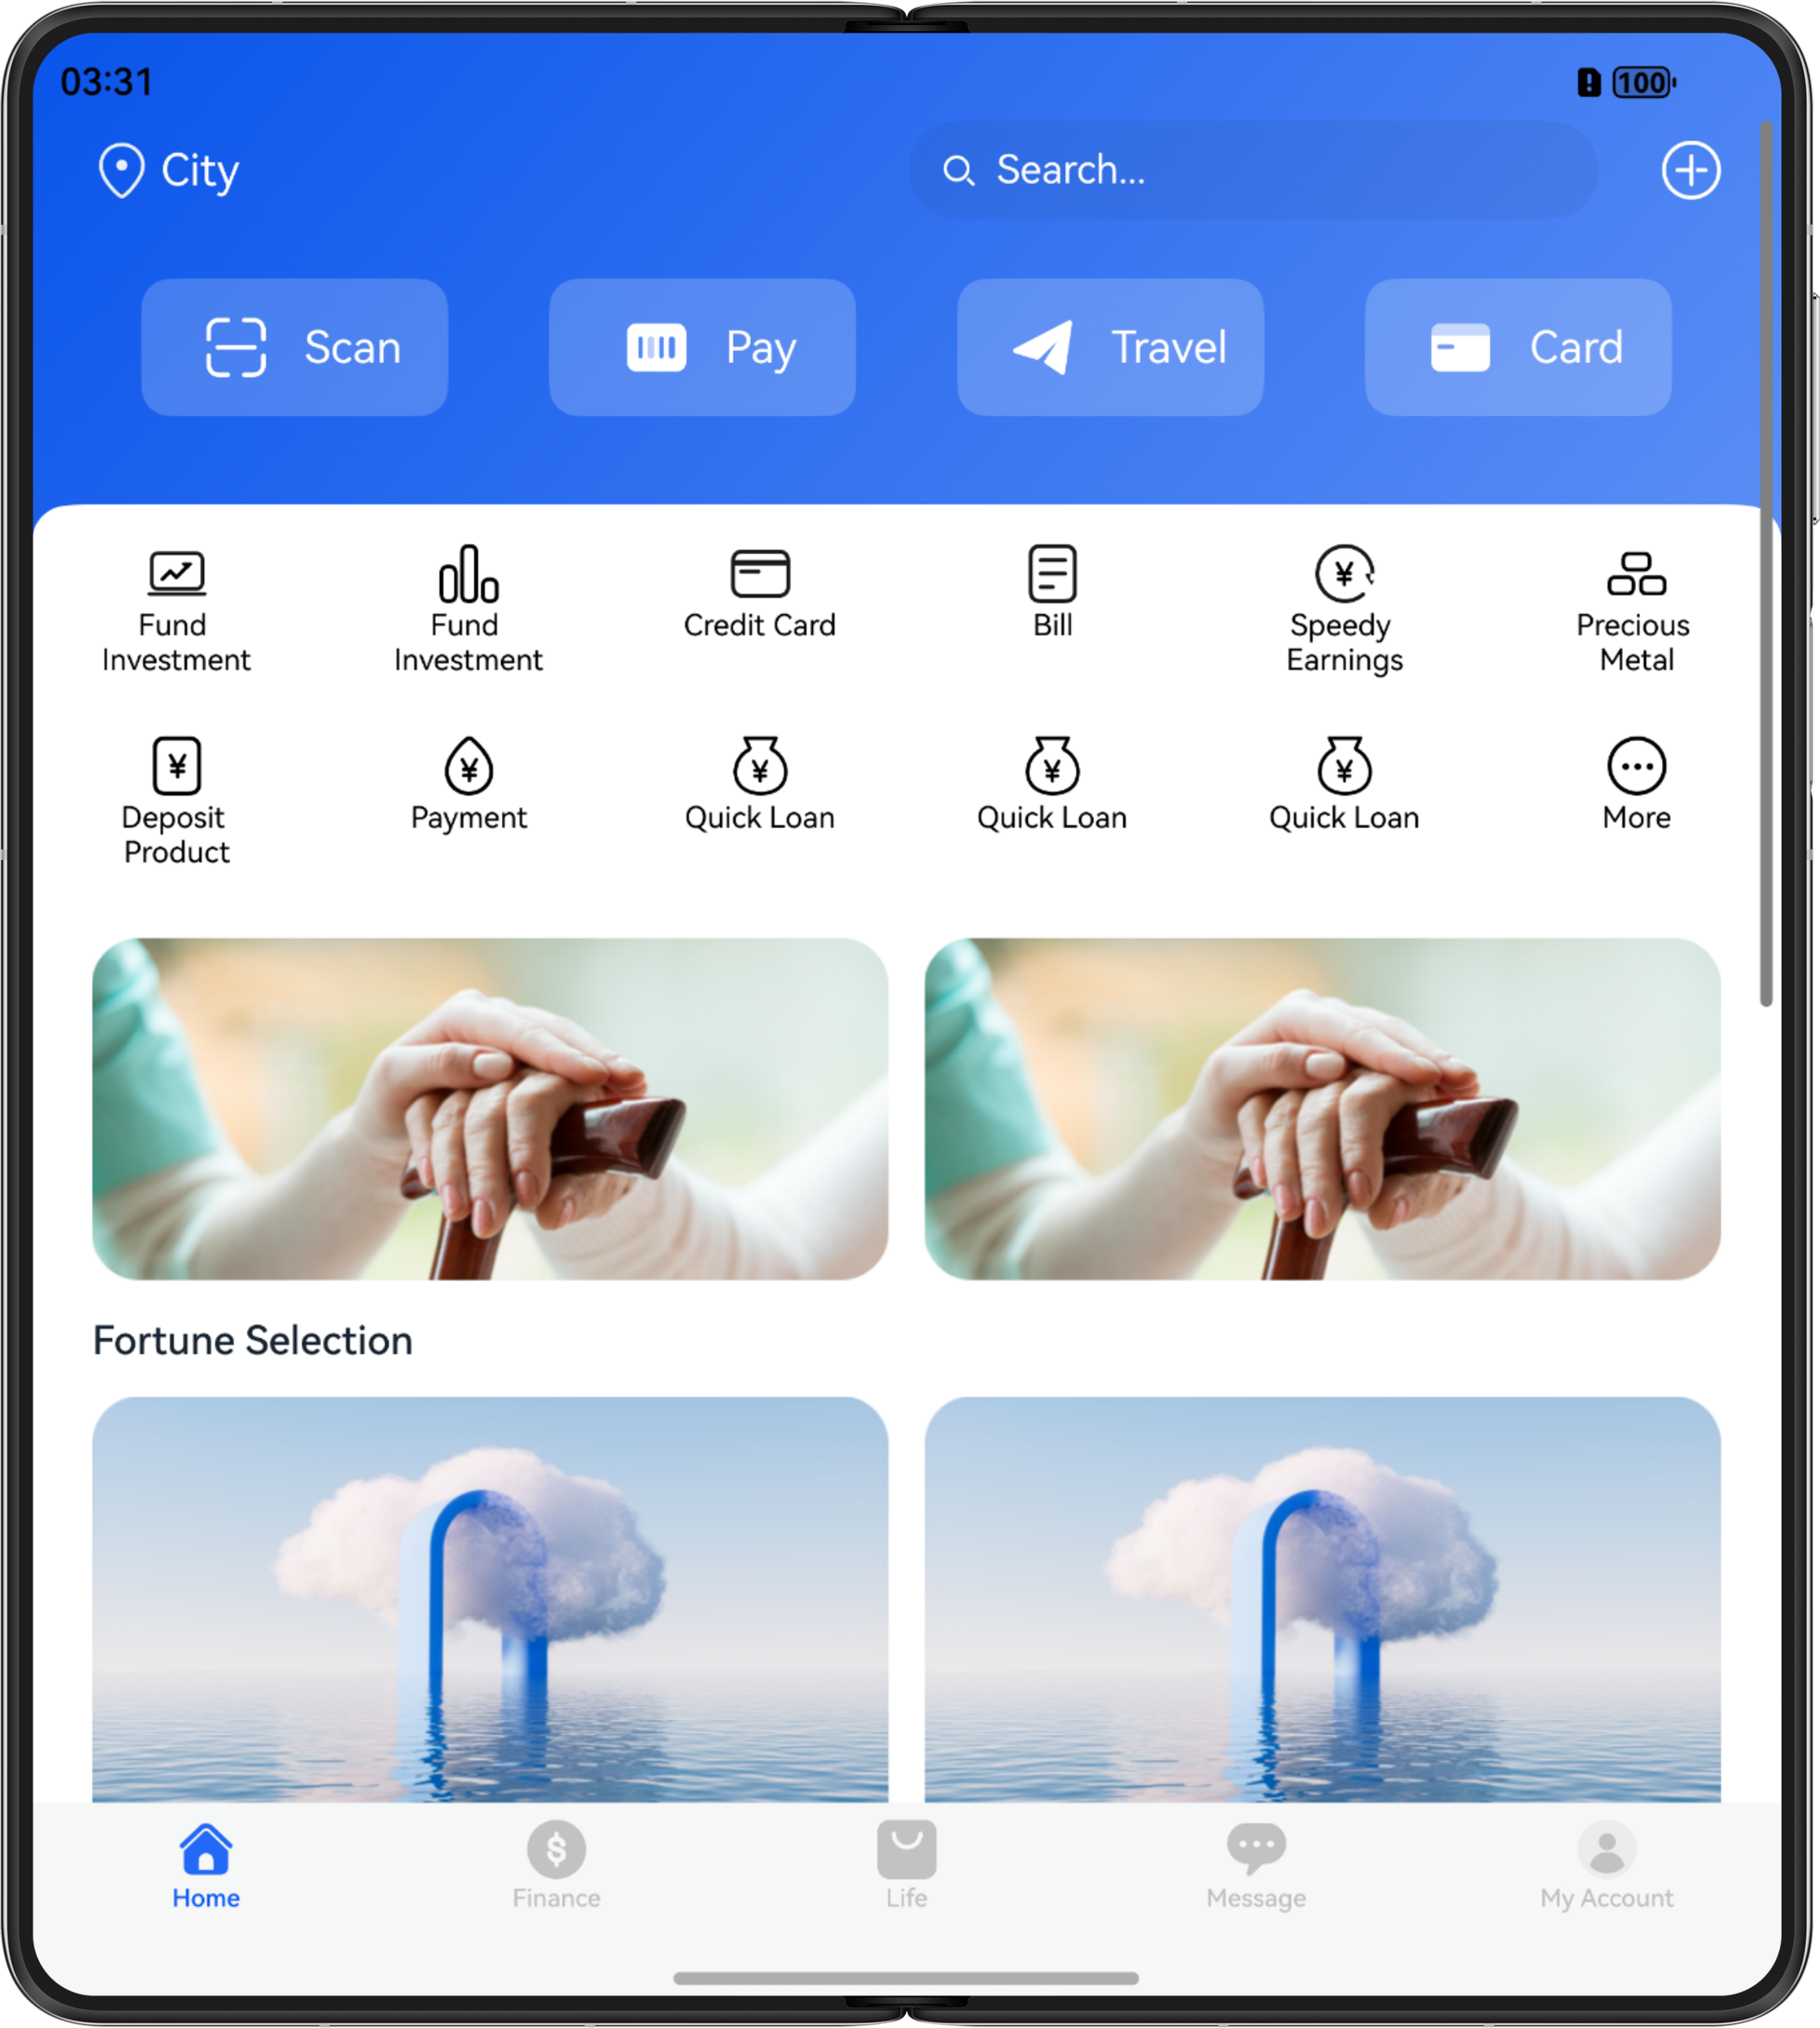 03:31
100
City
Search...
Scan
Pay
Travel
Card
Fund
Investment
Fund
Investment
Credit Card
Bill
Speedy
Earnings
Precious
Metal
Deposit
Product
Payment
Quick Loan
Quick Loan
Quick Loan
More
Fortune Selection
Home
Finance
Life
Message
My Account